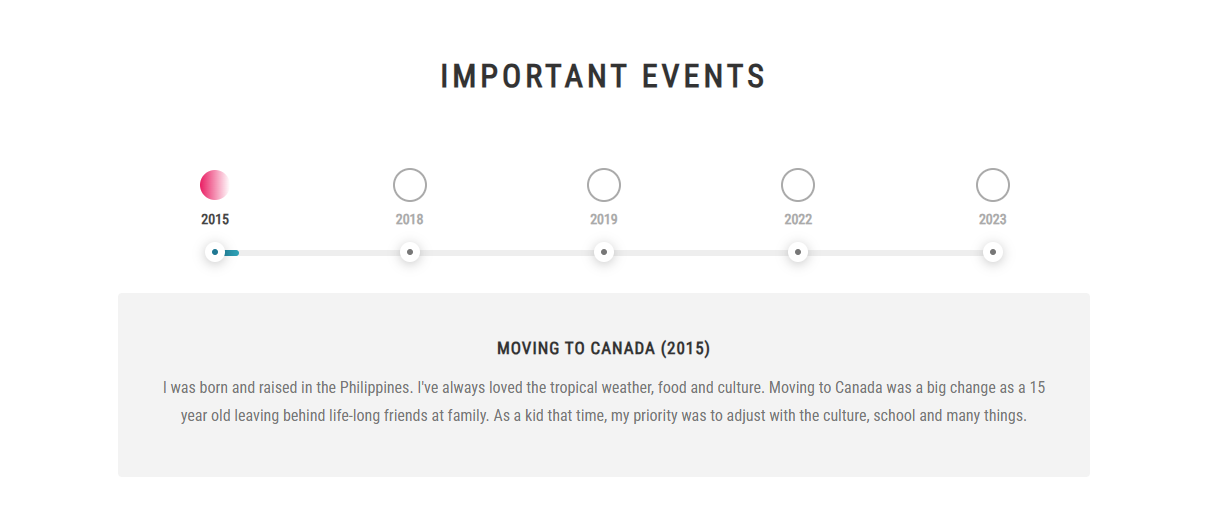 IMPORTANT EVENTS
2015 2018 2019 2022 2023
MOVING TO CANADA (2015)
I was born and raised in the Philippines. I've always loved the tropical weather, food and culture. Moving to Canada was a big change as a 15
year old leaving behind life-long friends at family. As a kid that time, my priority was to adjust with the culture, school and many things.